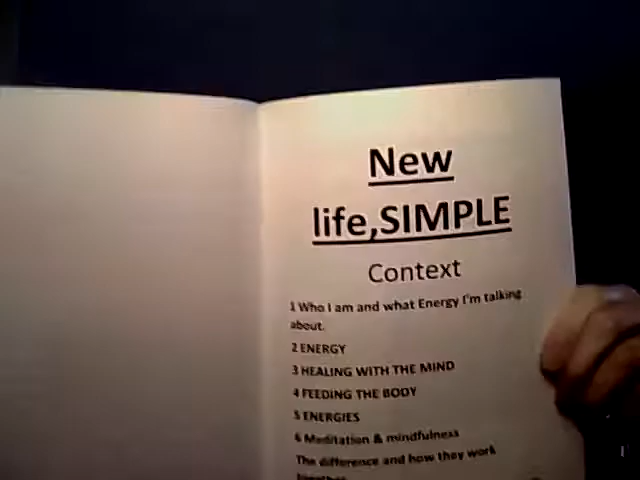 New
life,SIMPLE
Context
1 Who I am and what Energy I'm talking
about.
2 ENERGY
3 HEALING WITH THE MIND
4 FEEDING THE BODY
5 ENERGIES
6 Meditation & mindfulness
The difference and how they work
together